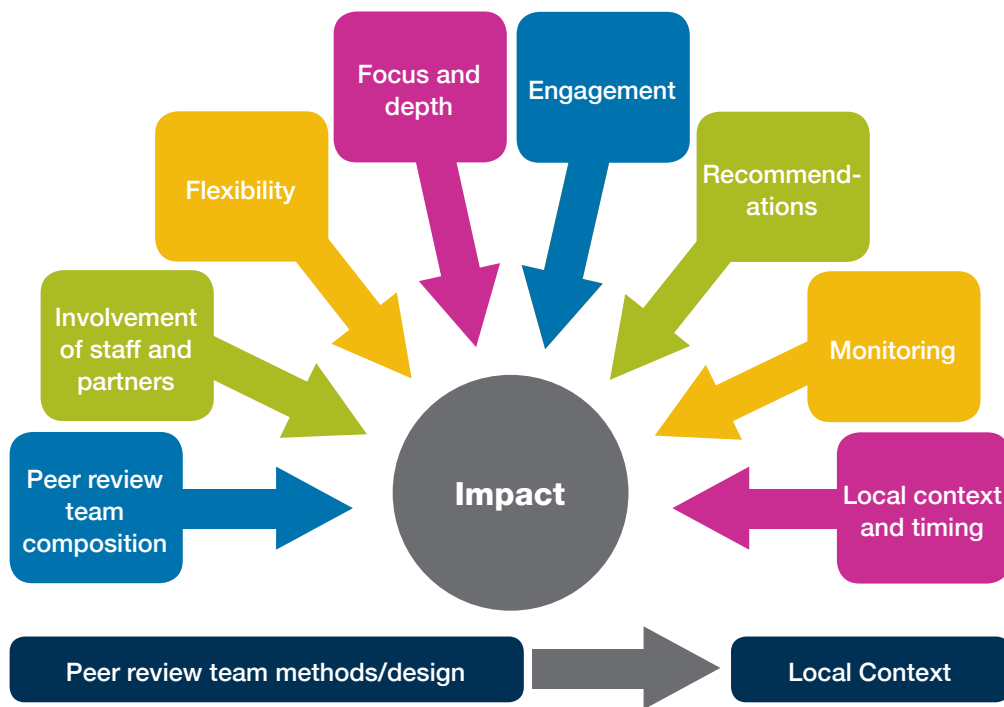 Focus and
depth
Engagement
Flexibility
Recommend-
ations
Involvement
of staff and
partners
Monitoring
Peer review
team
composition
Impact
Local context
and timing
Peer review team methods/design
Local Context